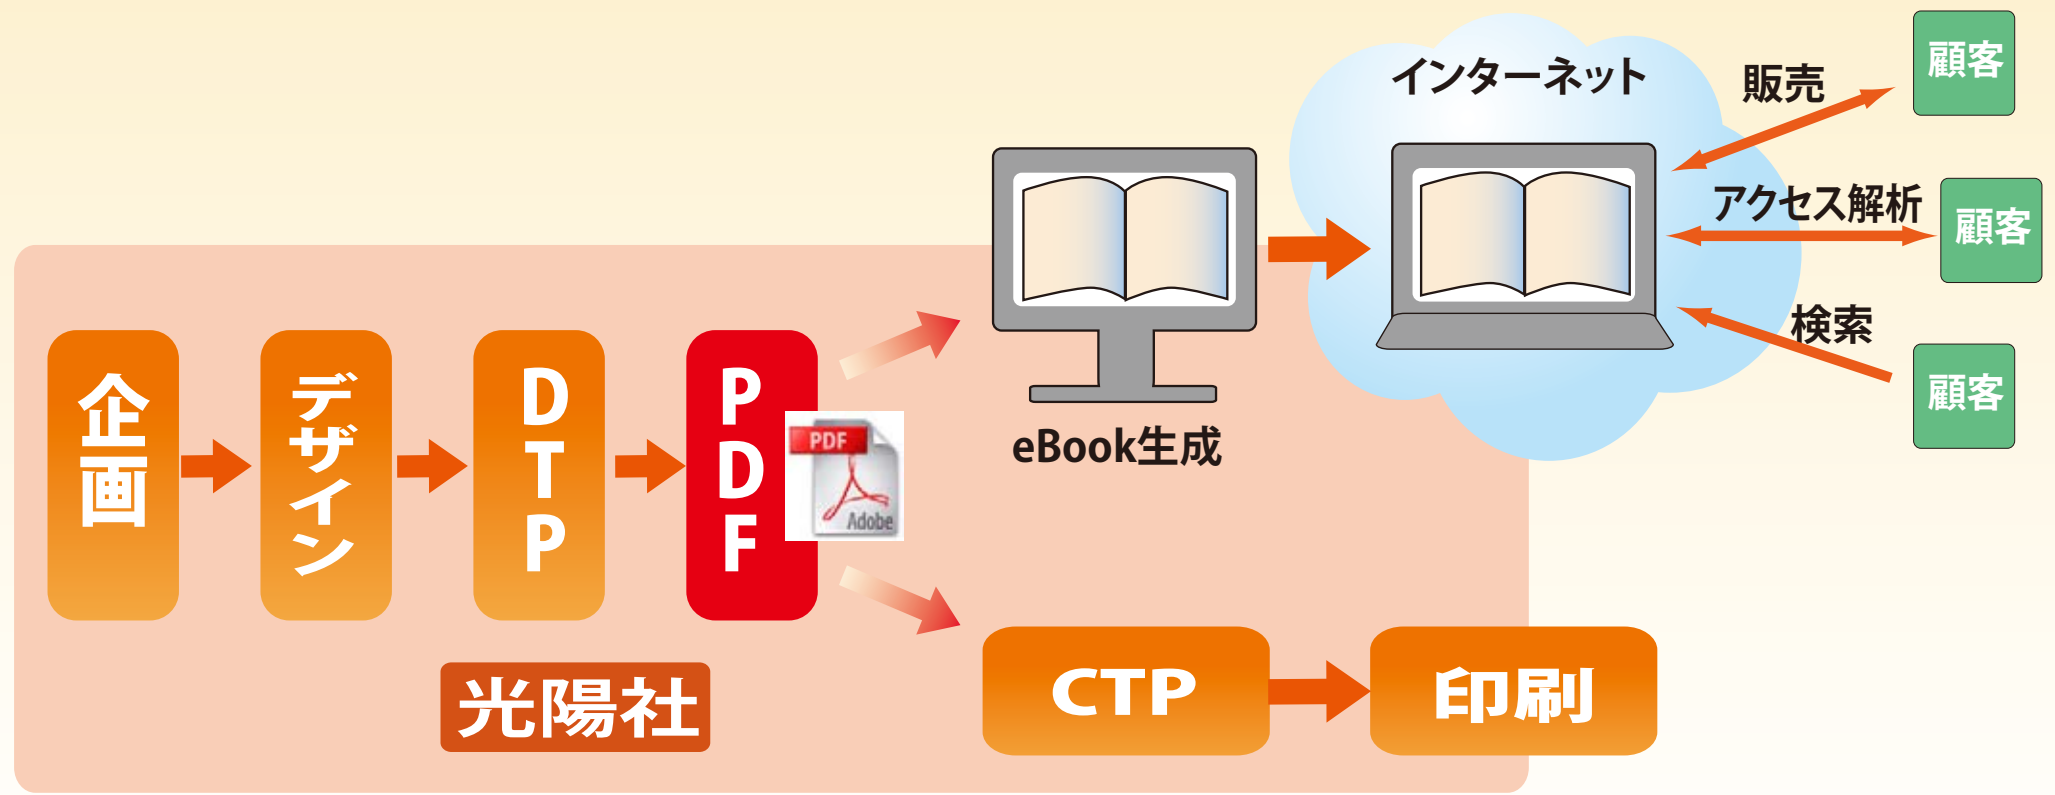 インターネット
販売
顧客
アクセス解析
顧客
検索
顧客
企画
デザイン
DTP
PDF
PDF
Adobe
eBook生成
光陽社
CTP
印刷